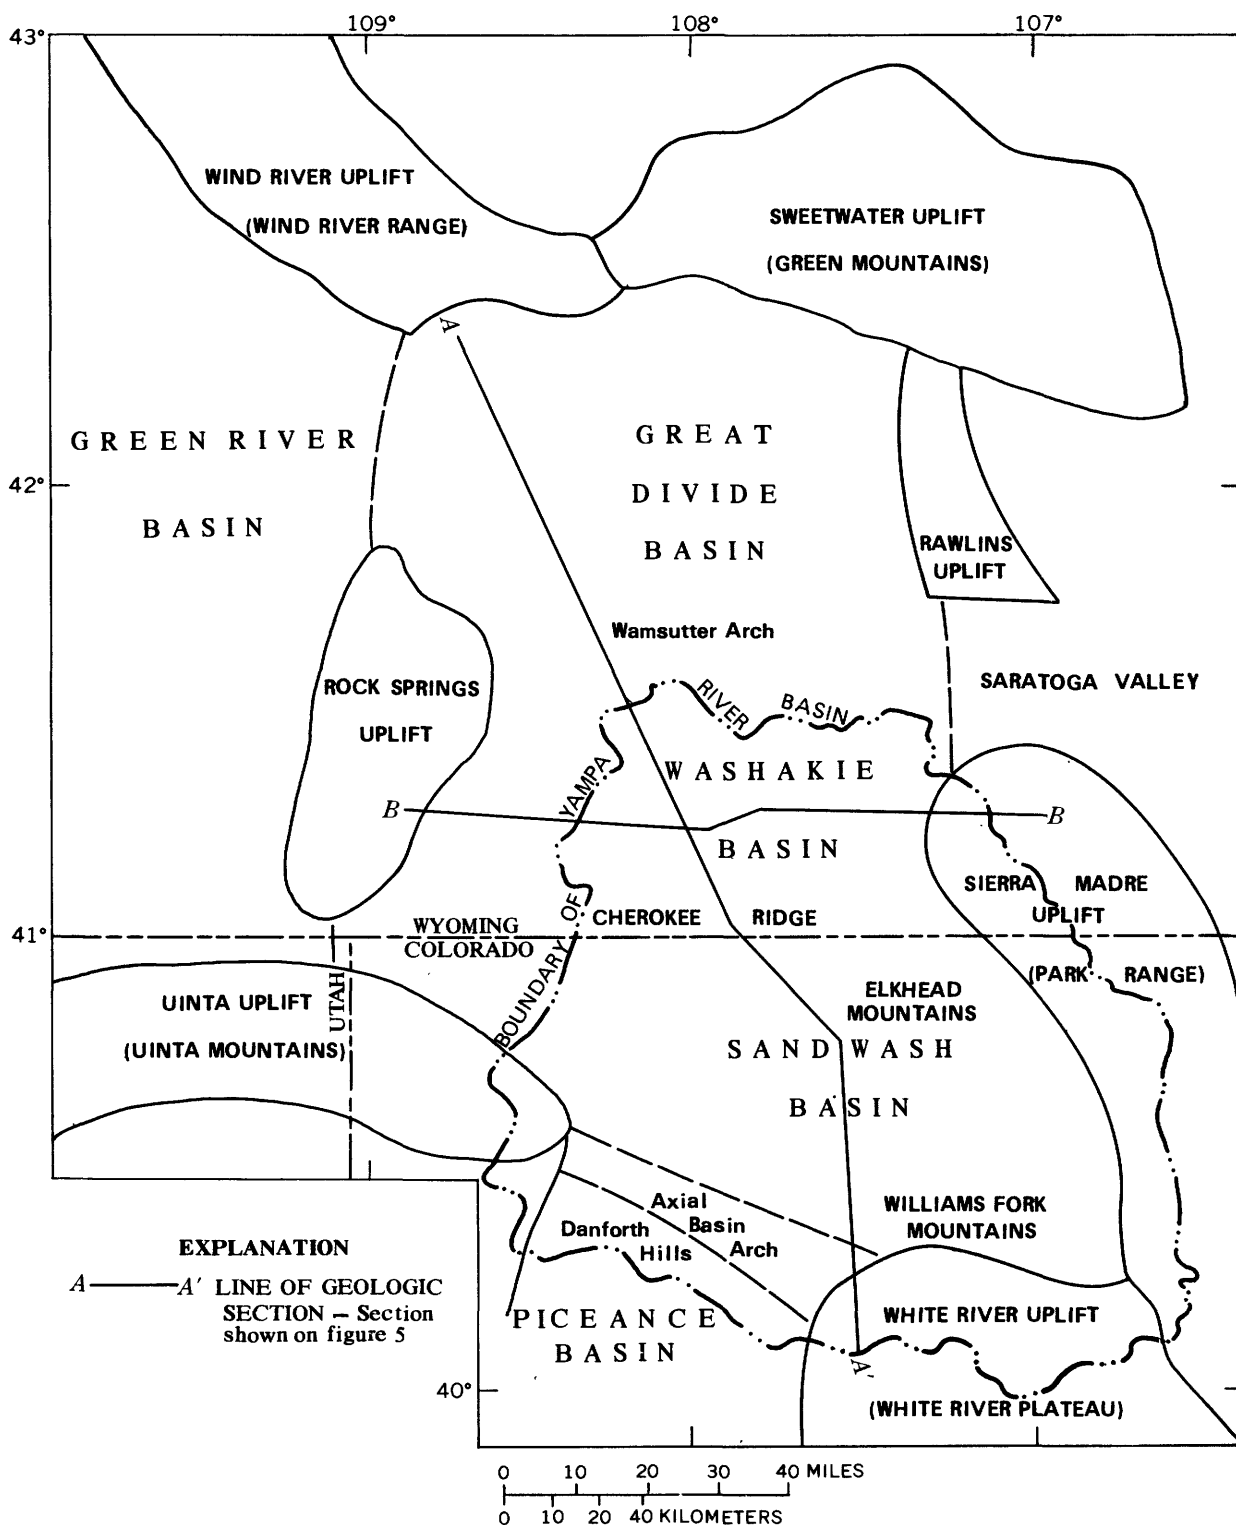 109°
108°
107°
43°
WIND RIVER UPLIFT
(WIND RIVER RANGE)
SWEETWATER UPLIFT
(GREEN MOUNTAINS)
A
GREEN RIVER
BASIN
GREAT
DIVIDE
BASIN
42°
RAWLINS
UPLIFT
Wamsutter Arch
ROCK SPRINGS
UPLIFT
SARATOGA VALLEY
BOUNDARY OF YAMPA RIVER BASIN
WASHAKIE
BASIN
B
B
SIERRA MADRE
UPLIFT
(PARK RANGE)
CHEROKEE RIDGE
41°
WYOMING
COLORADO
UTAH
UINTA UPLIFT
(UINTA MOUNTAINS)
ELKHEAD
MOUNTAINS
SAND WASH
BASIN
Axial
Basin
Arch
Danforth
Hills
WILLIAMS FORK
MOUNTAINS
WHITE RIVER UPLIFT
A'
(WHITE RIVER PLATEAU)
PICEANCE
BASIN
40°
EXPLANATION
A A' LINE OF GEOLOGIC
SECTION — Section
shown on figure 5
0 10 20 30 40 MILES
0 10 20 40 KILOMETERS